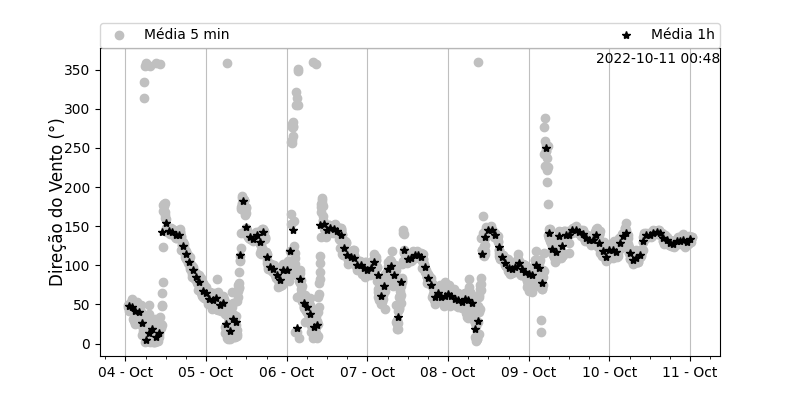 Média 5 min
Média 1h
2022-10-11 00:48
Direção do Vento (°)
350
300
250
200
150
100
50
0
04 - Oct
05 - Oct
06 - Oct
07 - Oct
08 - Oct
09 - Oct
10 - Oct
11 - Oct